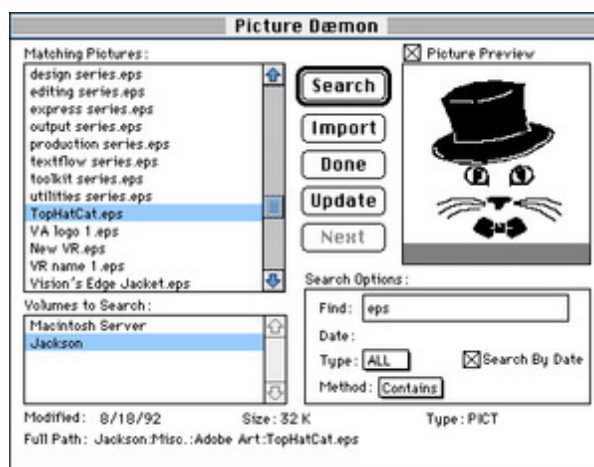 Picture Dæmon
Matching Pictures:
design series.eps
editing series.eps
express series.eps
output series.eps
production series.eps
textflow series.eps
toolkit series.eps
utilities series.eps
TopHatCat.eps
VA logo 1.eps
New VR.eps
VR name 1.eps
Vision's Edge Jacket.eps
Volumes to Search:
Macintosh Server
Jackson
Search
Import
Done
Update
Next
Picture Preview
Search Options:
Find: eps
Date:
Type: ALL
Search By Date
Method: Contains
Modified: 8/18/92 Size: 32 K Type: PICT
Full Path: Jackson:Misc.:Adobe Art:TopHatCat.eps